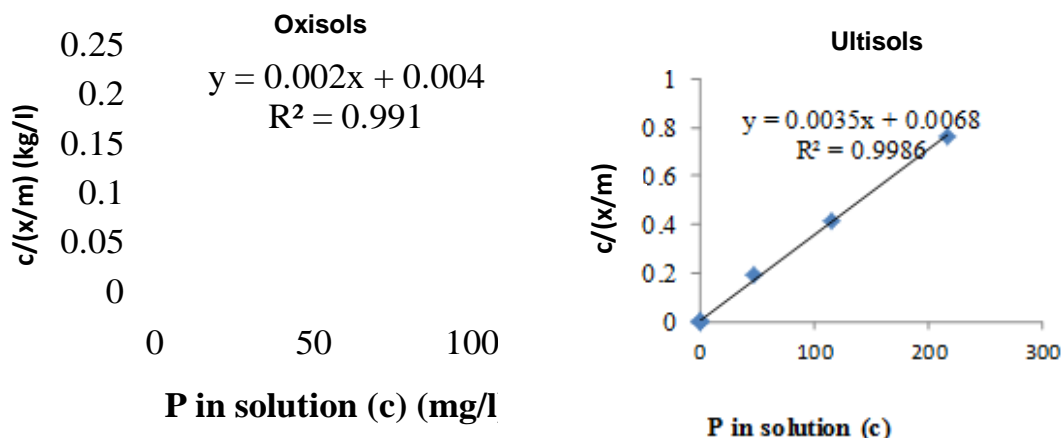 Oxisols
y = 0.002x + 0.004
R² = 0.991
0.25
0.2
0.15
0.1
0.05
0
c/(x/m) (kg/l)
0 50 100
P in solution (c) (mg/l
Ultisols
y = 0.0035x + 0.0068
R² = 0.9986
1
0.8
0.6
0.4
0.2
0
c/(x/m)
0 100 200 300
P in solution (c)